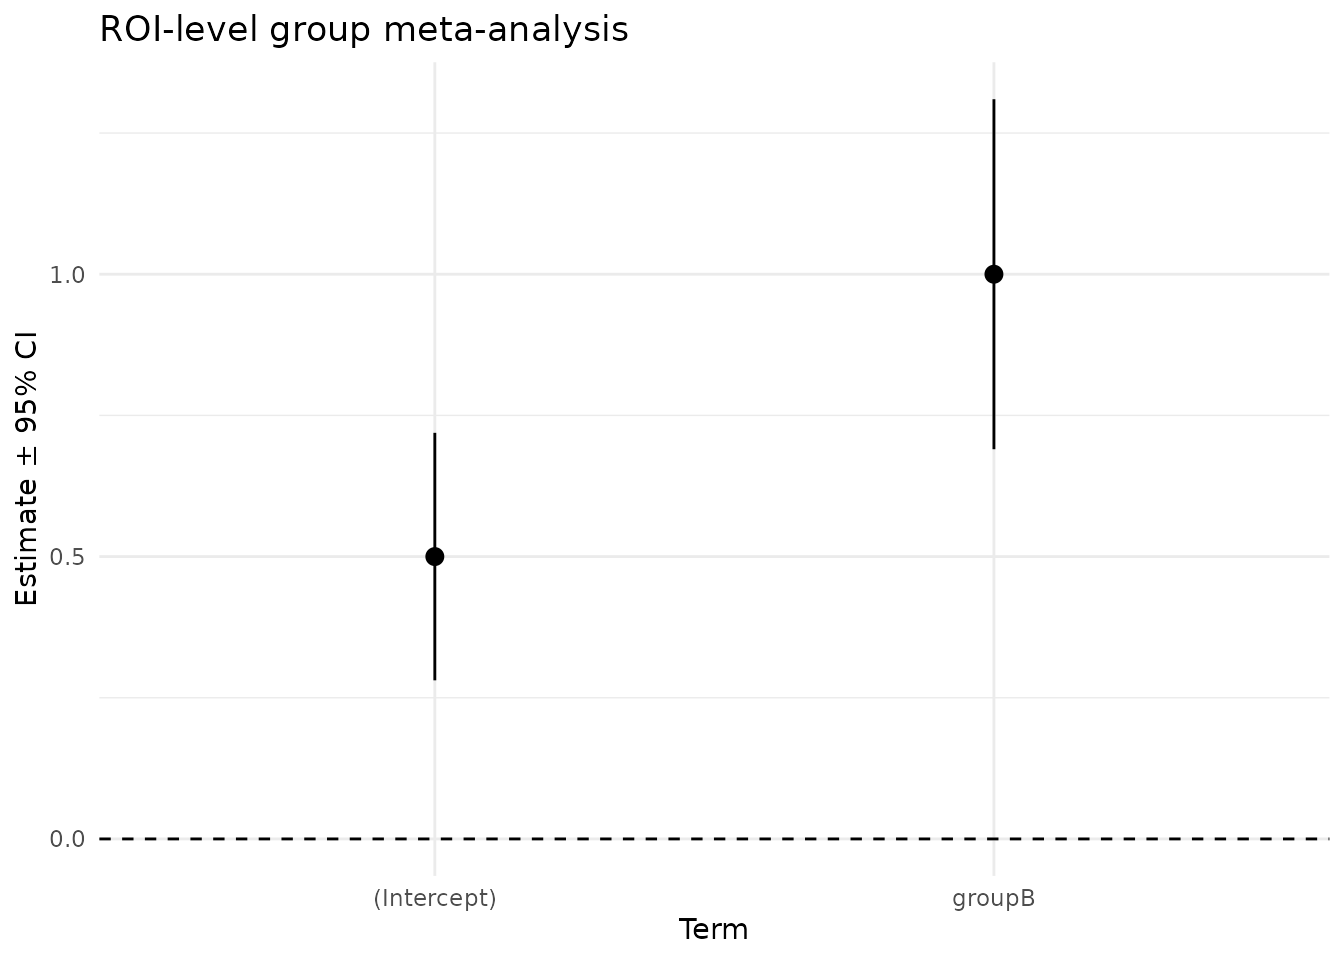 ROI-level group meta-analysis
Estimate ± 95% CI
1.0
0.5
0.0
(Intercept)
groupB
Term